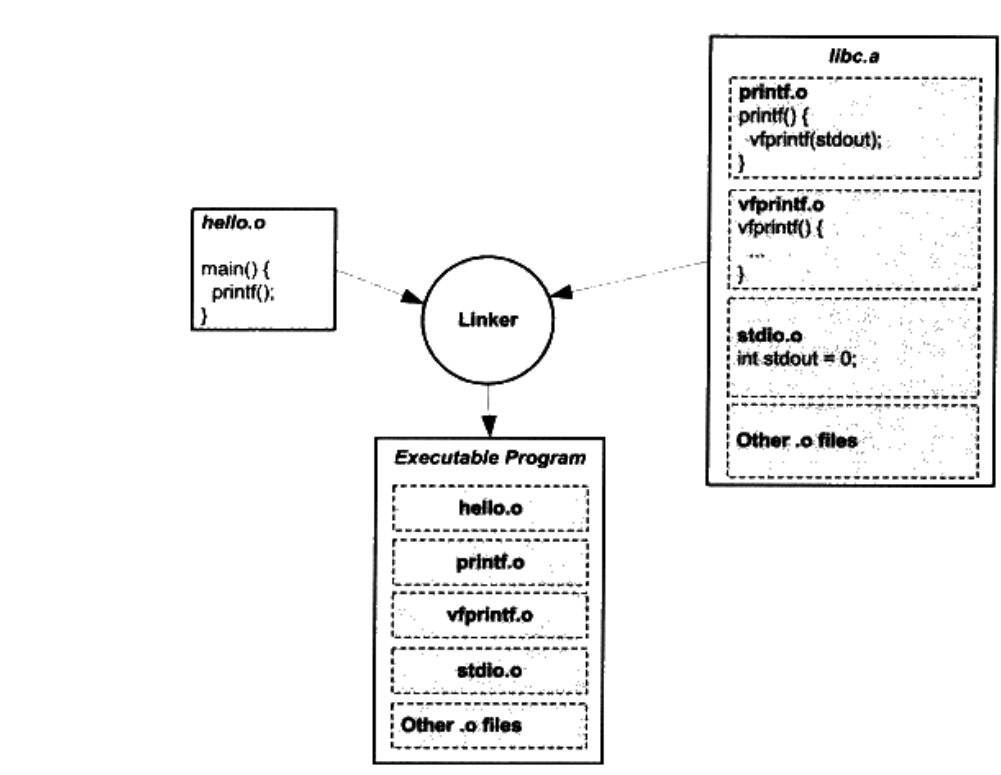 libc.a
printf.o
printf() {
vfprintf(stdout);
}
vfprintf.o
vfprintf() {
...
}
stdio.o
int stdout = 0;
Other .o files
hello.o
main() {
printf();
}
Linker
Executable Program
hello.o
printf.o
vfprintf.o
stdio.o
Other .o files